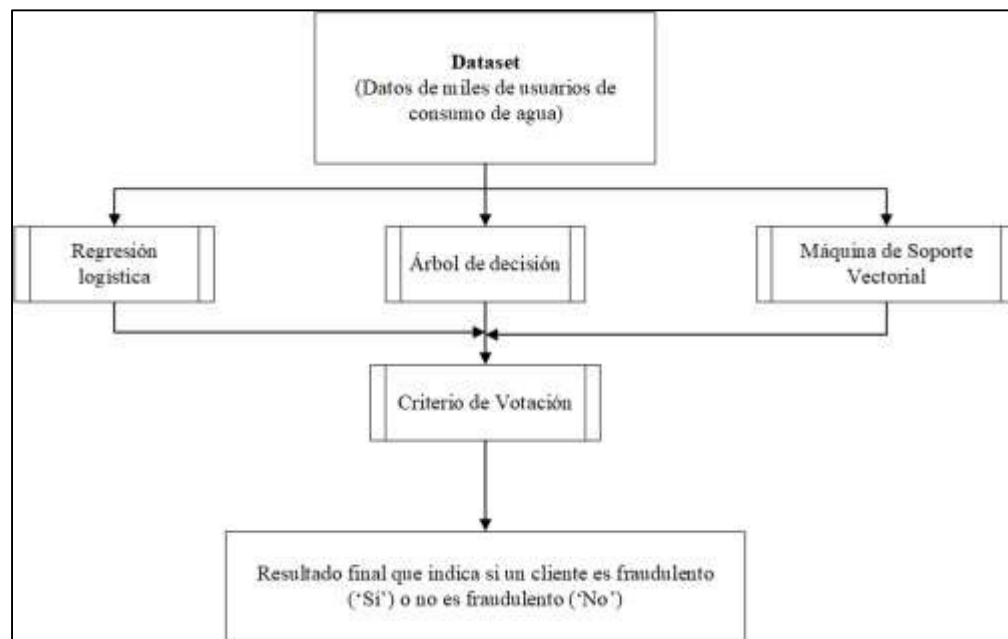 Dataset
(Datos de miles de usuarios de
consumo de agua)
Regresión
logística
Árbol de decisión
Máquina de Soporte
Vectorial
Criterio de Votación
Resultado final que indica si un cliente es fraudulento
(‘Si’) o no es fraudulento (‘No’)